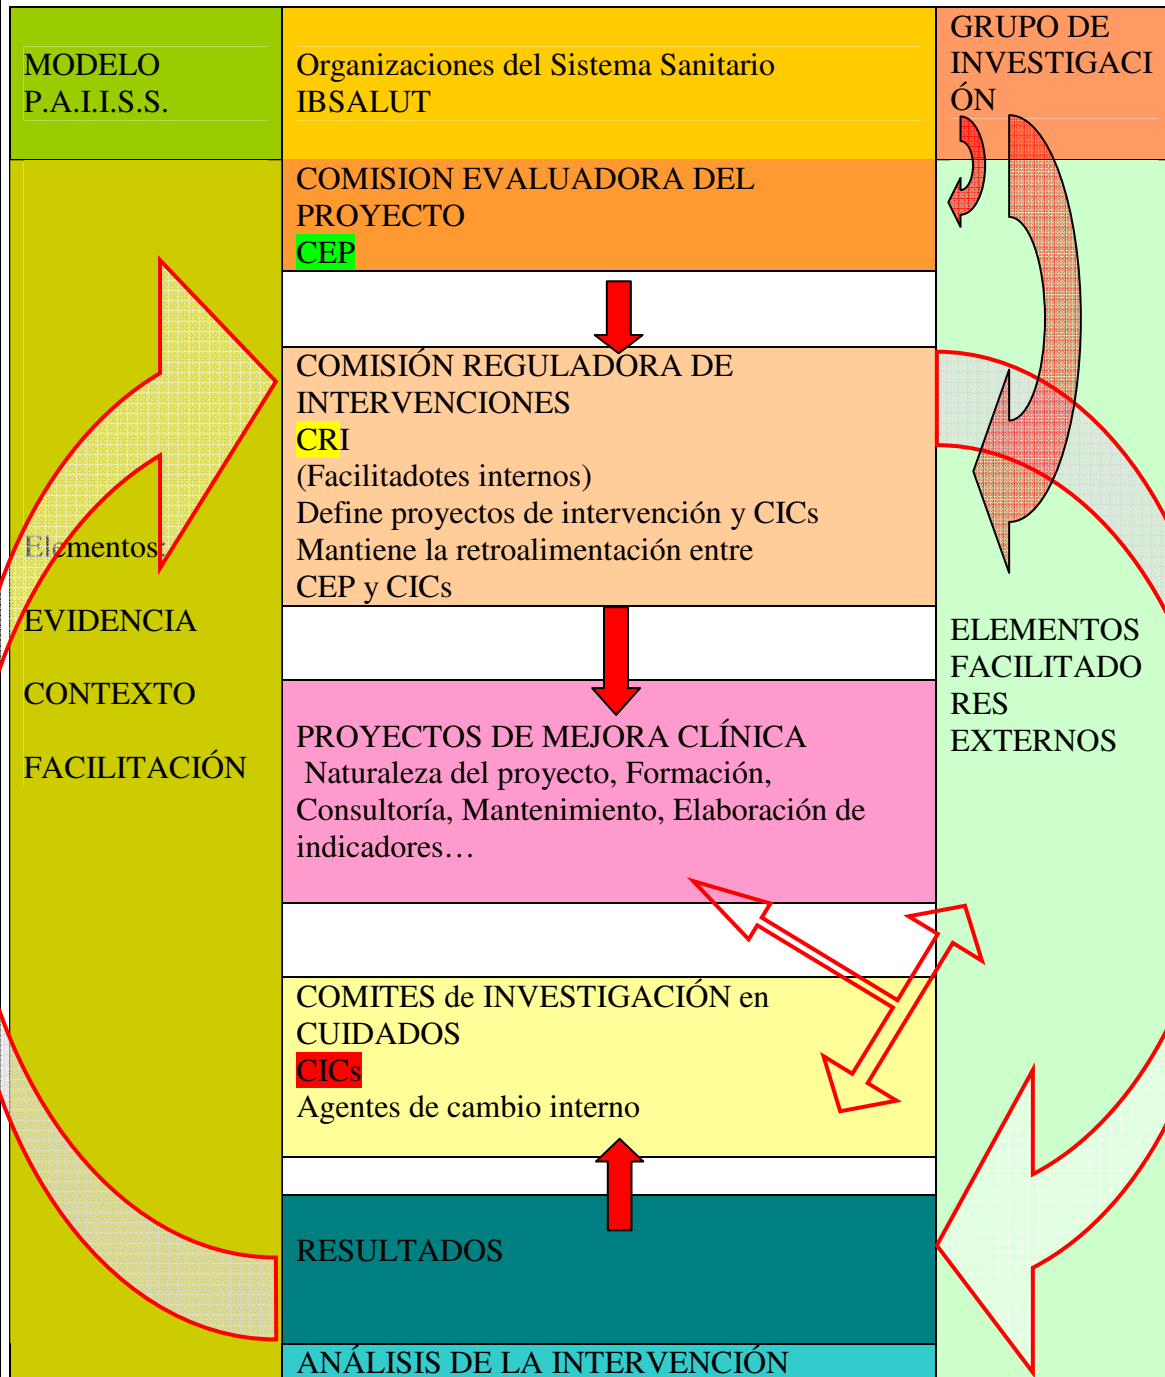 MODELO
P.A.I.I.S.S.
Organizaciones del Sistema Sanitario
IBSALUT
GRUPO DE
INVESTIGACI
ÓN
COMISION EVALUADORA DEL
PROYECTO
CEP
COMISIÓN REGULADORA DE
INTERVENCIONES
CRI
(Facilitadotes internos)
Define proyectos de intervención y CICs
Mantiene la retroalimentación entre
CEP y CICs
Elementos:
EVIDENCIA
CONTEXTO
FACILITACIÓN
ELEMENTOS
FACILITADO
RES
EXTERNOS
PROYECTOS DE MEJORA CLÍNICA
Naturaleza del proyecto, Formación,
Consultoría, Mantenimiento, Elaboración de
indicadores…
COMITES de INVESTIGACIÓN en
CUIDADOS
CICs
Agentes de cambio interno
RESULTADOS
ANÁLISIS DE LA INTERVENCIÓN